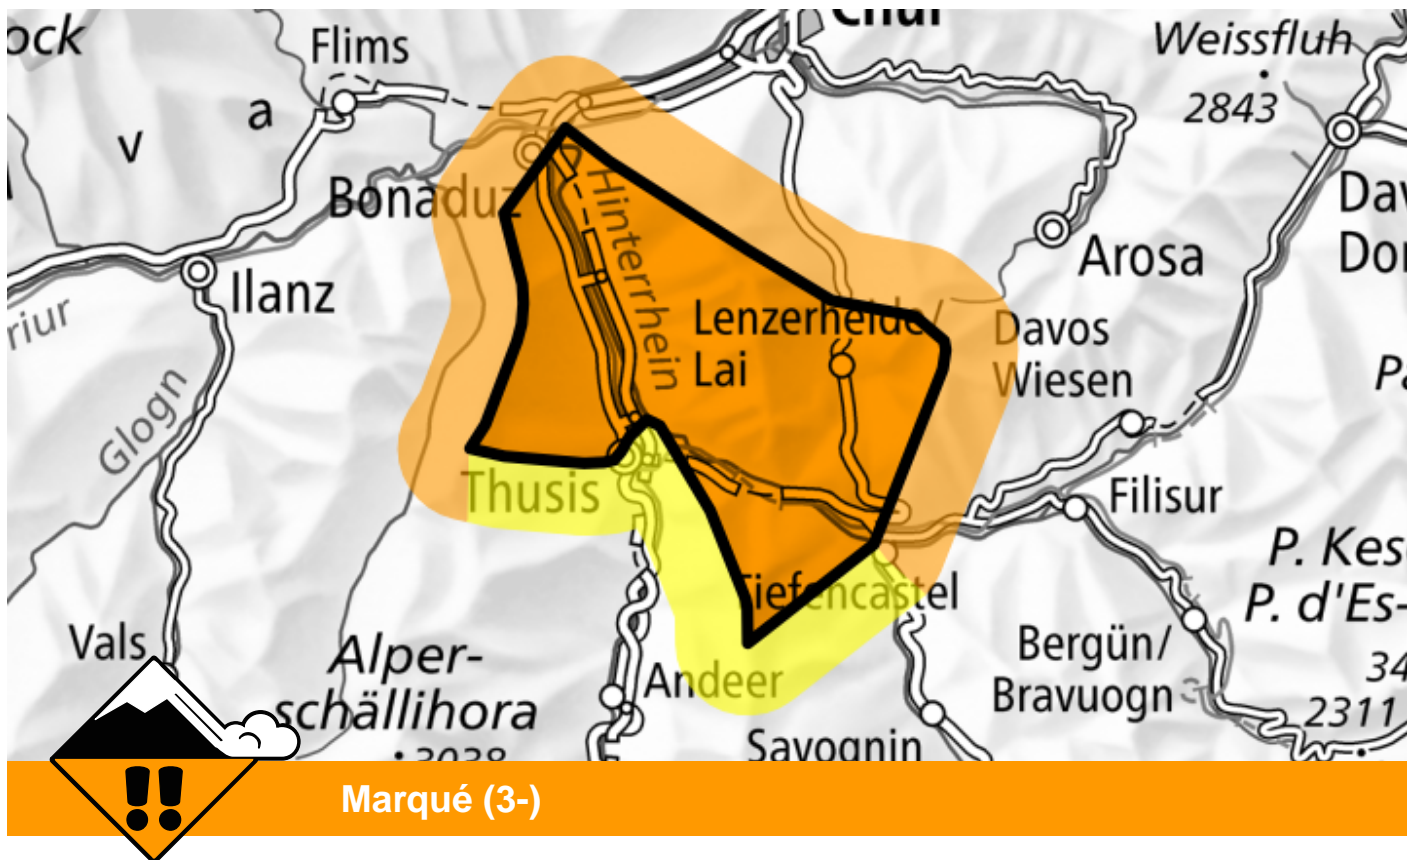 Chur
ock
Flims
Weissfluh
2843
a
v
Bonaduz
Hinterrhein
Dav
Dor
Arosa
Ilanz
riur
Lenzerheide/
Lai
Davos
Wiesen
Glogn
Thusis
Filisur
P. Kes
P. d'Es-
Tiefencastel
Vals
Alper-
schällihora
3038
Andeer
Bergün/
Bravuogn
34
2311
Savognin
Marqué (3-)